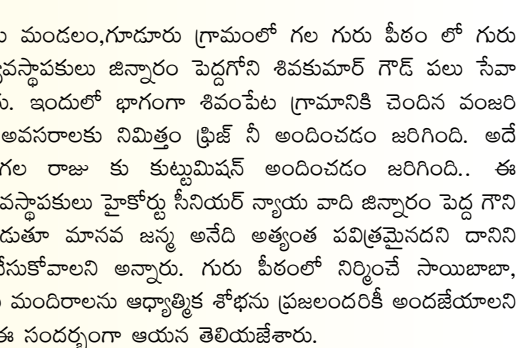 మండలం,గూడూరు గ్రామంలో గల గురు పీఠం లో గురు
వస్థాపకులు జిన్నారం పెద్దగోని శివకుమార్ గౌడ్ పలు సేవా
రు. ఇందులో భాగంగా శివంపేట గ్రామానికి చెందిన వంజరి
అవసరాలకు నిమిత్తం ఫ్రిజ్ నీ అందించడం జరిగింది. అదే
గల రాజు కు కుట్టుమిషన్ అందించడం జరిగింది.. ఈ
వస్థాపకులు హైకోర్టు సీనియర్ న్యాయ వాది జిన్నారం పెద్ద గౌని
డుతూ మానవ జన్మ అనేది అత్యంత పవిత్రమైనదని దానిని
చేసుకోవాలని అన్నారు. గురు పీఠంలో నిర్మించే సాయిబాబా,
మందిరాలను ఆధ్యాత్మిక శోభను ప్రజలందరికీ అందజేయాలని
ఈ సందర్భంగా ఆయన తెలియజేశారు.